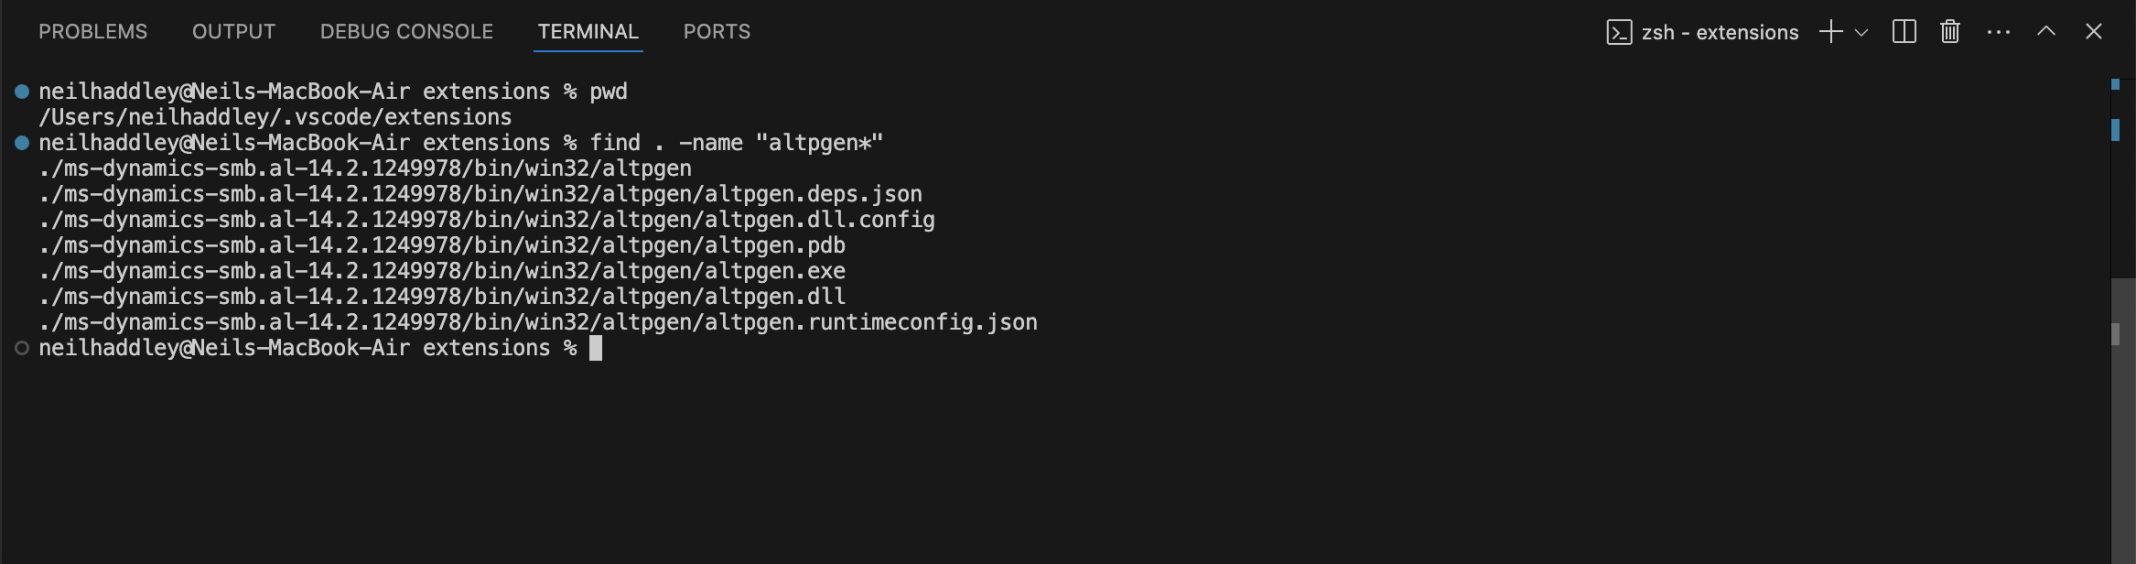 PROBLEMS OUTPUT DEBUG CONSOLE TERMINAL PORTS zsh - extensions
neilhaddley@Neils-MacBook-Air extensions % pwd
/Users/neilhaddley/.vscode/extensions
neilhaddley@Neils-MacBook-Air extensions % find . -name "altpgen*"
./ms-dynamics-smb.al-14.2.1249978/bin/win32/altpgen
./ms-dynamics-smb.al-14.2.1249978/bin/win32/altpgen/altpgen.deps.json
./ms-dynamics-smb.al-14.2.1249978/bin/win32/altpgen/altpgen.dll.config
./ms-dynamics-smb.al-14.2.1249978/bin/win32/altpgen/altpgen.pdb
./ms-dynamics-smb.al-14.2.1249978/bin/win32/altpgen/altpgen.exe
./ms-dynamics-smb.al-14.2.1249978/bin/win32/altpgen/altpgen.dll
./ms-dynamics-smb.al-14.2.1249978/bin/win32/altpgen/altpgen.runtimeconfig.json
neilhaddley@Neils-MacBook-Air extensions %